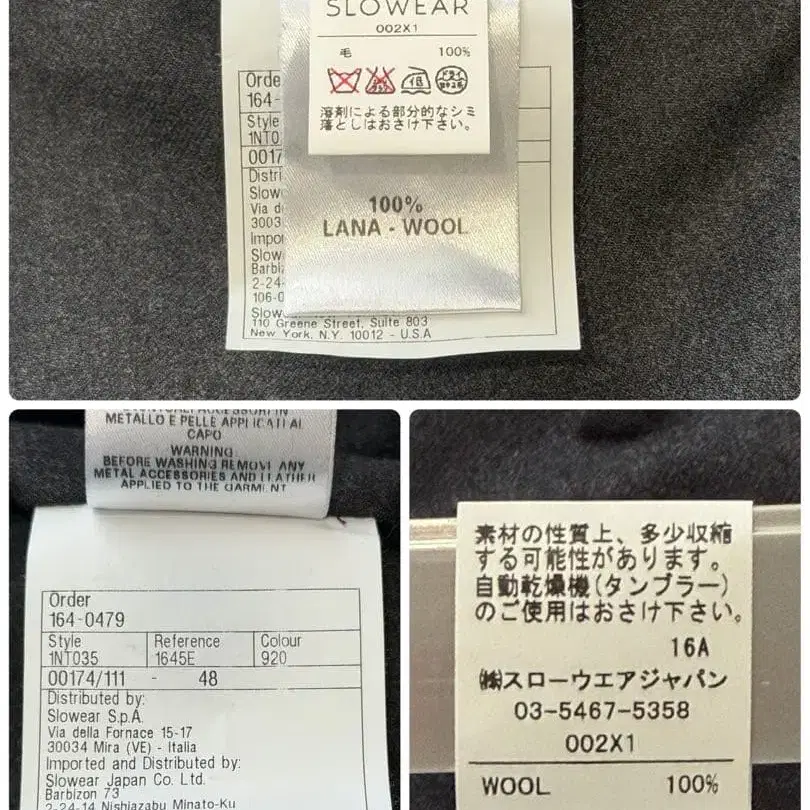 SLOWEAR
002X1
毛 100%
低
ドライ
溶剤による部分的なシミ
落としはおさけ下さい。
100%
LANA - WOOL
Orde
164-
Style
1NT0
0017
Distri
Slow
Via d
3003
Impo
Slow
Barbi
2-24-
106-0
Slow
110 Greene Street, Suite 803
New York, N.Y. 10012 - U.S.A
METALLO E PELLE APPLICATI AL
CAPO
WARNING
BEFORE WASHING REMOVE ANY
METAL ACCESSORIES AND LEATHER
APPLIED TO THE GARMENT
Order
164-0479
Style Reference Colour
1NT035 1645E 920
00174/111 - 48
Distributed by:
Slowear S.p.A.
Via della Fornace 15-17
30034 Mira (VE) - Italia
Imported and Distributed by:
Slowear Japan Co. Ltd.
Barbizon 73
2-24-14 Nishiazabu Minato-Ku
素材の性質上、多少収縮
する可能性があります。
自動乾燥機(タンブラー)
のご使用はおさけ下さい。
16A
㈱スローウエアジャパン
03-5467-5358
002X1
WOOL 100%